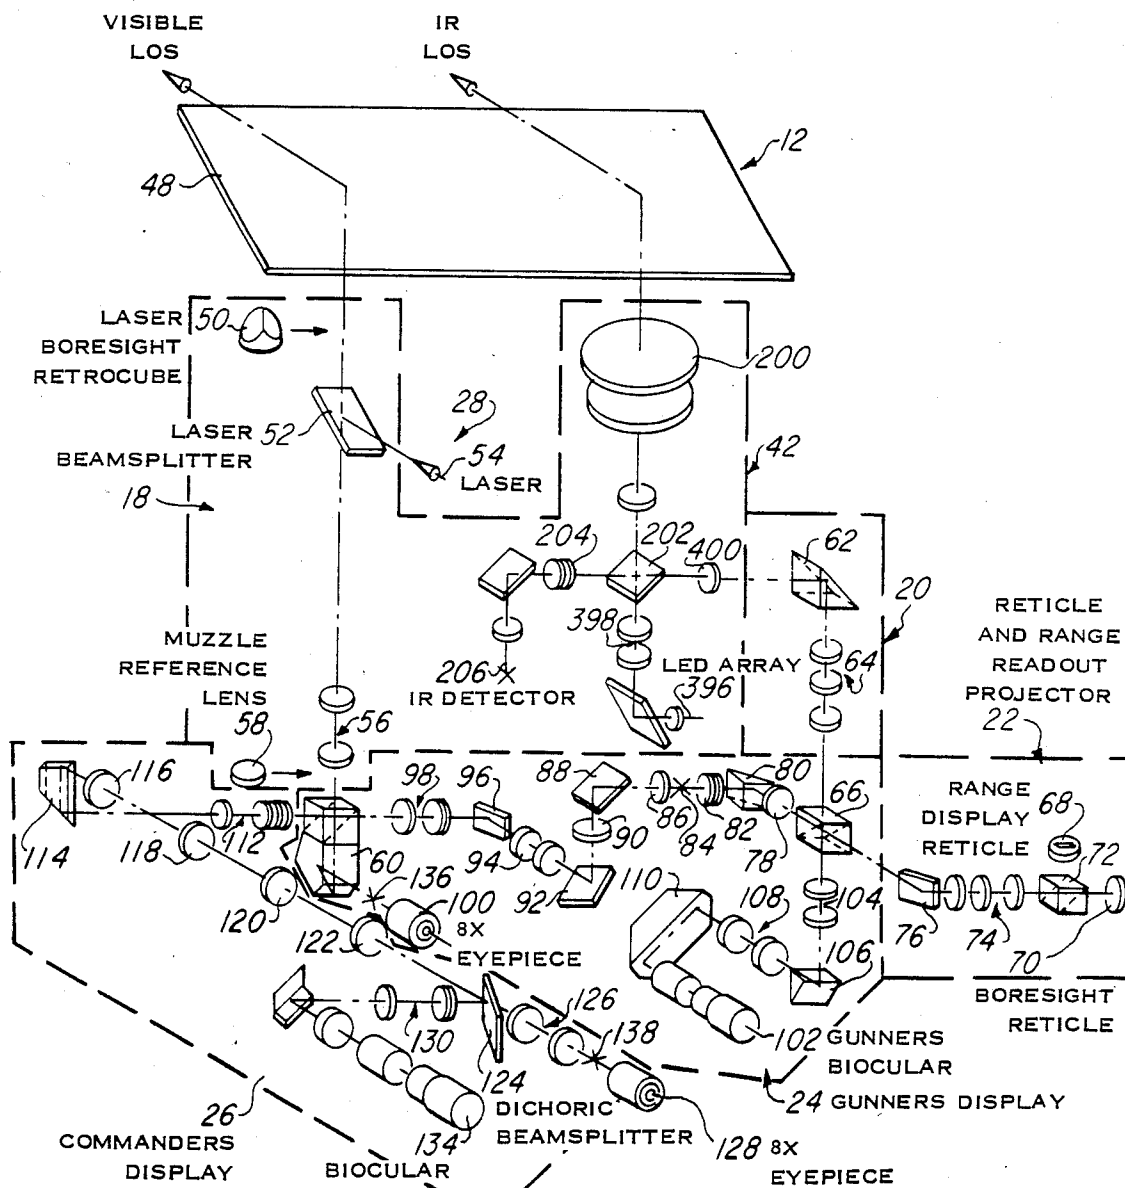 VISIBLE
LOS
IR
LOS
12
48
LASER
BORESIGHT
RETROCUBE
50
200
LASER
BEAMSPLITTER
52
28
54
LASER
42
18
204
202
400
62
20
398
LED ARRAY
64
RETICLE
AND RANGE
READOUT
PROJECTOR
22
MUZZLE
REFERENCE
LENS
206
IR DETECTOR
396
56
58
116
98
96
88
80
66
RANGE
DISPLAY
RETICLE
68
114
112
118
60
94
90
86
84
82
78
72
136
92
110
108
104
76
74
70
120
100
8X
EYEPIECE
122
106
BORESIGHT
RETICLE
130
126
138
102
GUNNERS
BIOCULAR
124
24
GUNNERS DISPLAY
26
134
DICHORIC
BEAMSPLITTER
COMMANDERS
DISPLAY
BIOCULAR
128
8X
EYEPIECE